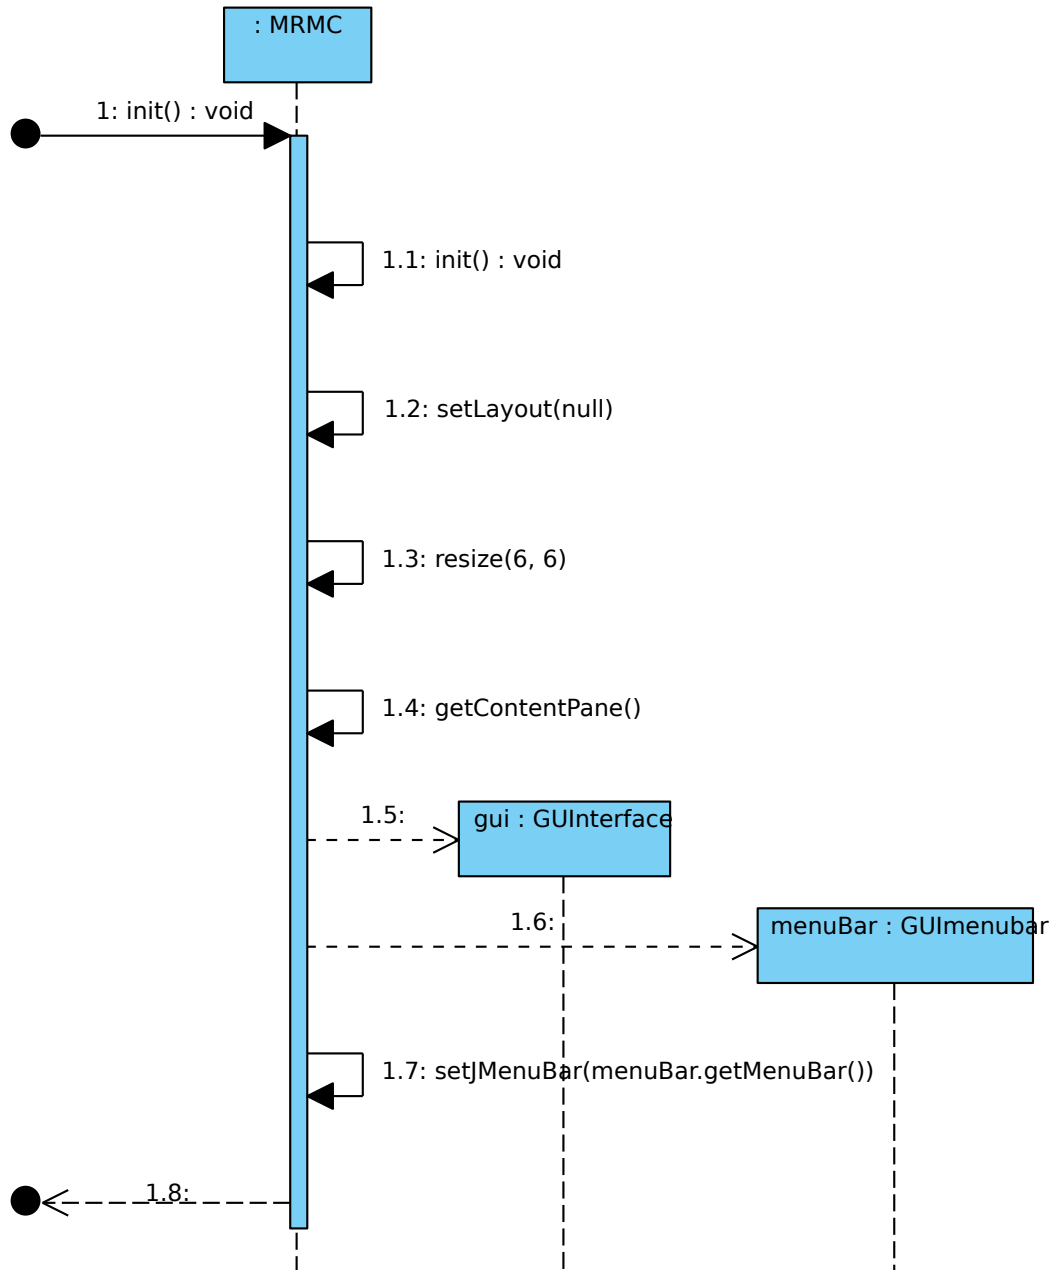 : MRMC
1: init() : void
1.1: init() : void
1.2: setLayout(null)
1.3: resize(6, 6)
1.4: getContentPane()
1.5:
gui : GUInterface
1.6:
menuBar : GUImenubar
1.7: setJMenuBar(menuBar.getMenuBar())
1.8: